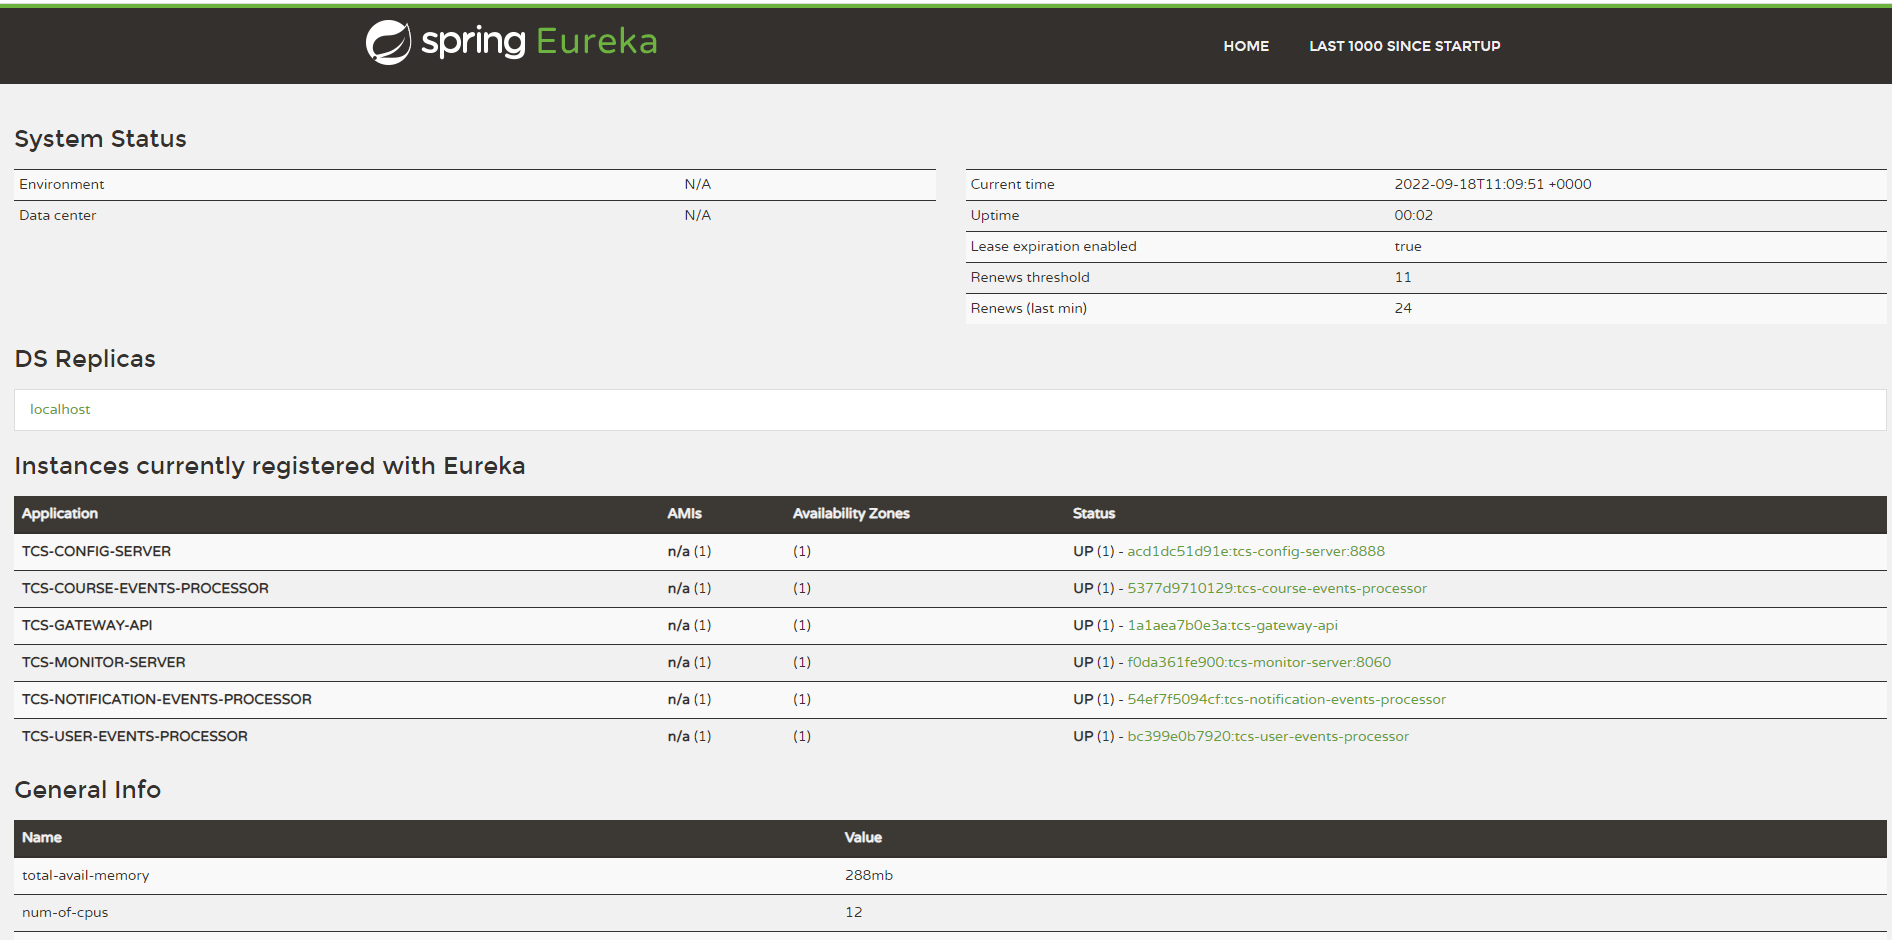 spring Eureka
HOME LAST 1000 SINCE STARTUP
System Status
Environment N/A
Data center N/A
Current time 2022-09-18T11:09:51 +0000
Uptime 00:02
Lease expiration enabled true
Renews threshold 11
Renews (last min) 24
DS Replicas
localhost
Instances currently registered with Eureka
Application AMIs Availability Zones Status
TCS-CONFIG-SERVER n/a (1) (1) UP (1) - acd1dc51d91e:tcs-config-server:8888
TCS-COURSE-EVENTS-PROCESSOR n/a (1) (1) UP (1) - 5377d9710129:tcs-course-events-processor
TCS-GATEWAY-API n/a (1) (1) UP (1) - 1a1aea7b0e3a:tcs-gateway-api
TCS-MONITOR-SERVER n/a (1) (1) UP (1) - f0da361fe900:tcs-monitor-server:8060
TCS-NOTIFICATION-EVENTS-PROCESSOR n/a (1) (1) UP (1) - 54ef7f5094cf:tcs-notification-events-processor
TCS-USER-EVENTS-PROCESSOR n/a (1) (1) UP (1) - bc399e0b7920:tcs-user-events-processor
General Info
Name Value
total-avail-memory 288mb
num-of-cpus 12